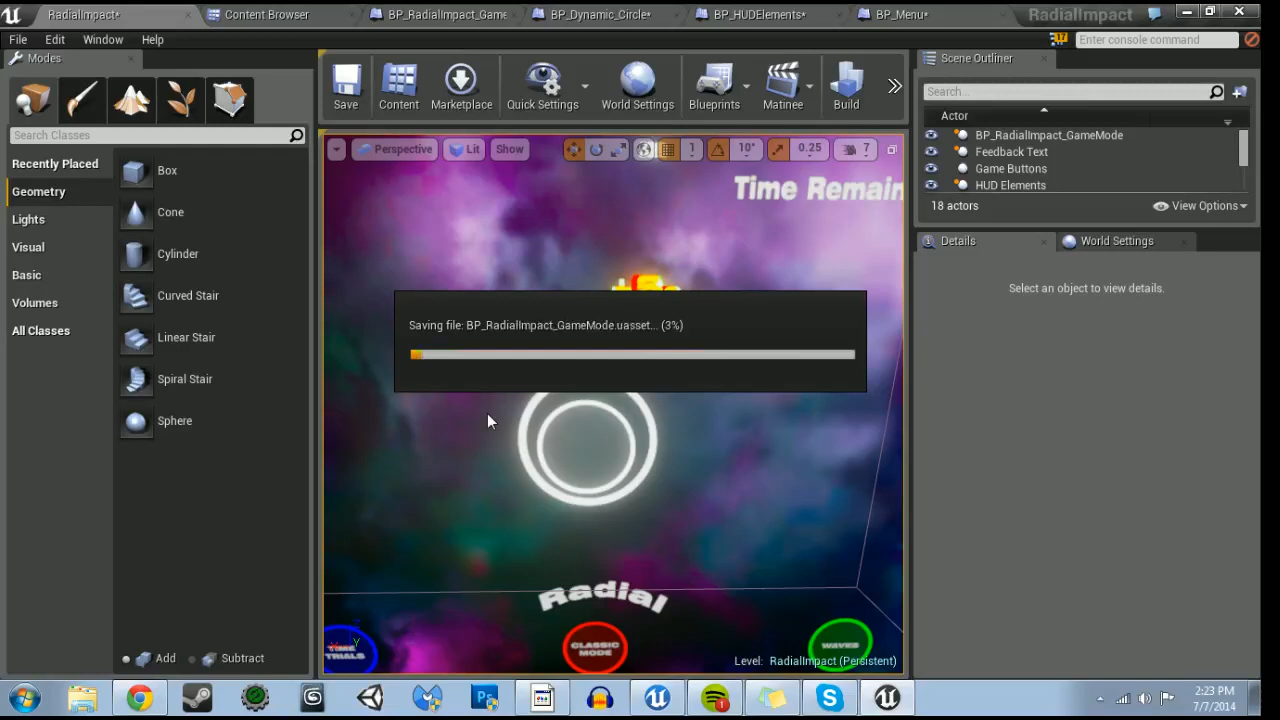 RadialImpact*
Content Browser
BP_RadialImpact_Game
BP_Dynamic_Circle*
BP_HUDElements*
BP_Menu*
RadialImpact
File Edit Window Help
17
Enter console command
Modes
Save
Content
Marketplace
Quick Settings
World Settings
Blueprints
Matinee
Build
Scene Outliner
Search...
Search Classes
Actor
BP_RadialImpact_GameMode
Feedback Text
Game Buttons
HUD Elements
18 actors
View Options
Recently Placed
Geometry
Lights
Visual
Basic
Volumes
All Classes
Box
Cone
Cylinder
Curved Stair
Linear Stair
Spiral Stair
Sphere
Add
Subtract
Perspective
Lit
Show
1
10°
0.25
7
Time Remain
Saving file: BP_RadialImpact_GameMode.uasset... (3%)
Radial
TIME TRIALS
CLASSIC MODE
WAVES
Level: RadialImpact (Persistent)
Details
World Settings
Select an object to view details.
2:23 PM
7/7/2014